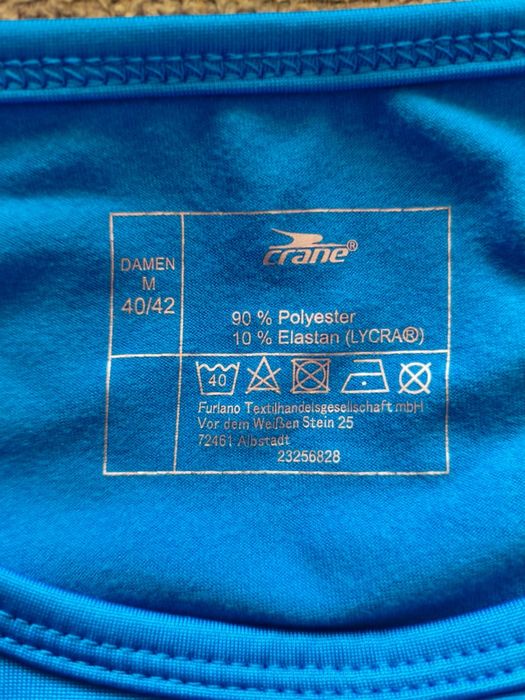 DAMEN
M
40/42
crane®
90 % Polyester
10 % Elastan (LYCRA®)
40
Furlano Textilhandelsgesellschaft mbH
Vor dem Weißen Stein 25
72461 Albstadt
23256828